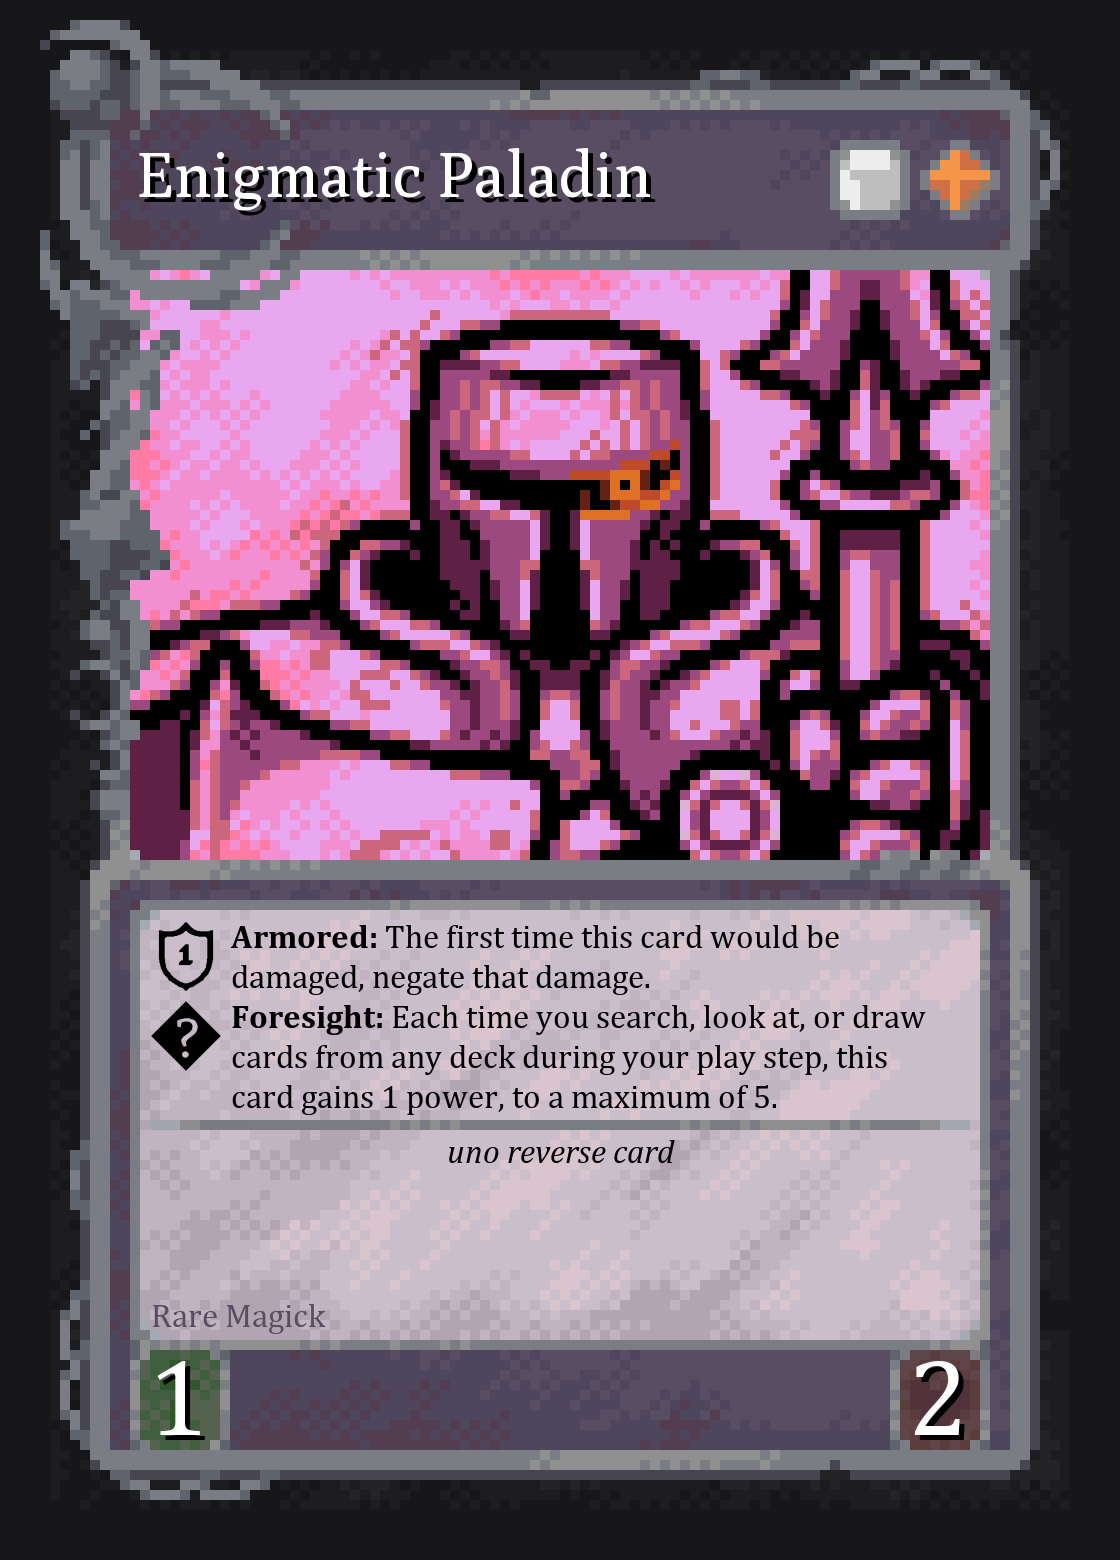 Enigmatic Paladin
1
Armored: The first time this card would be
damaged, negate that damage.
?
Foresight: Each time you search, look at, or draw
cards from any deck during your play step, this
card gains 1 power, to a maximum of 5.
uno reverse card
Rare Magick
1
2